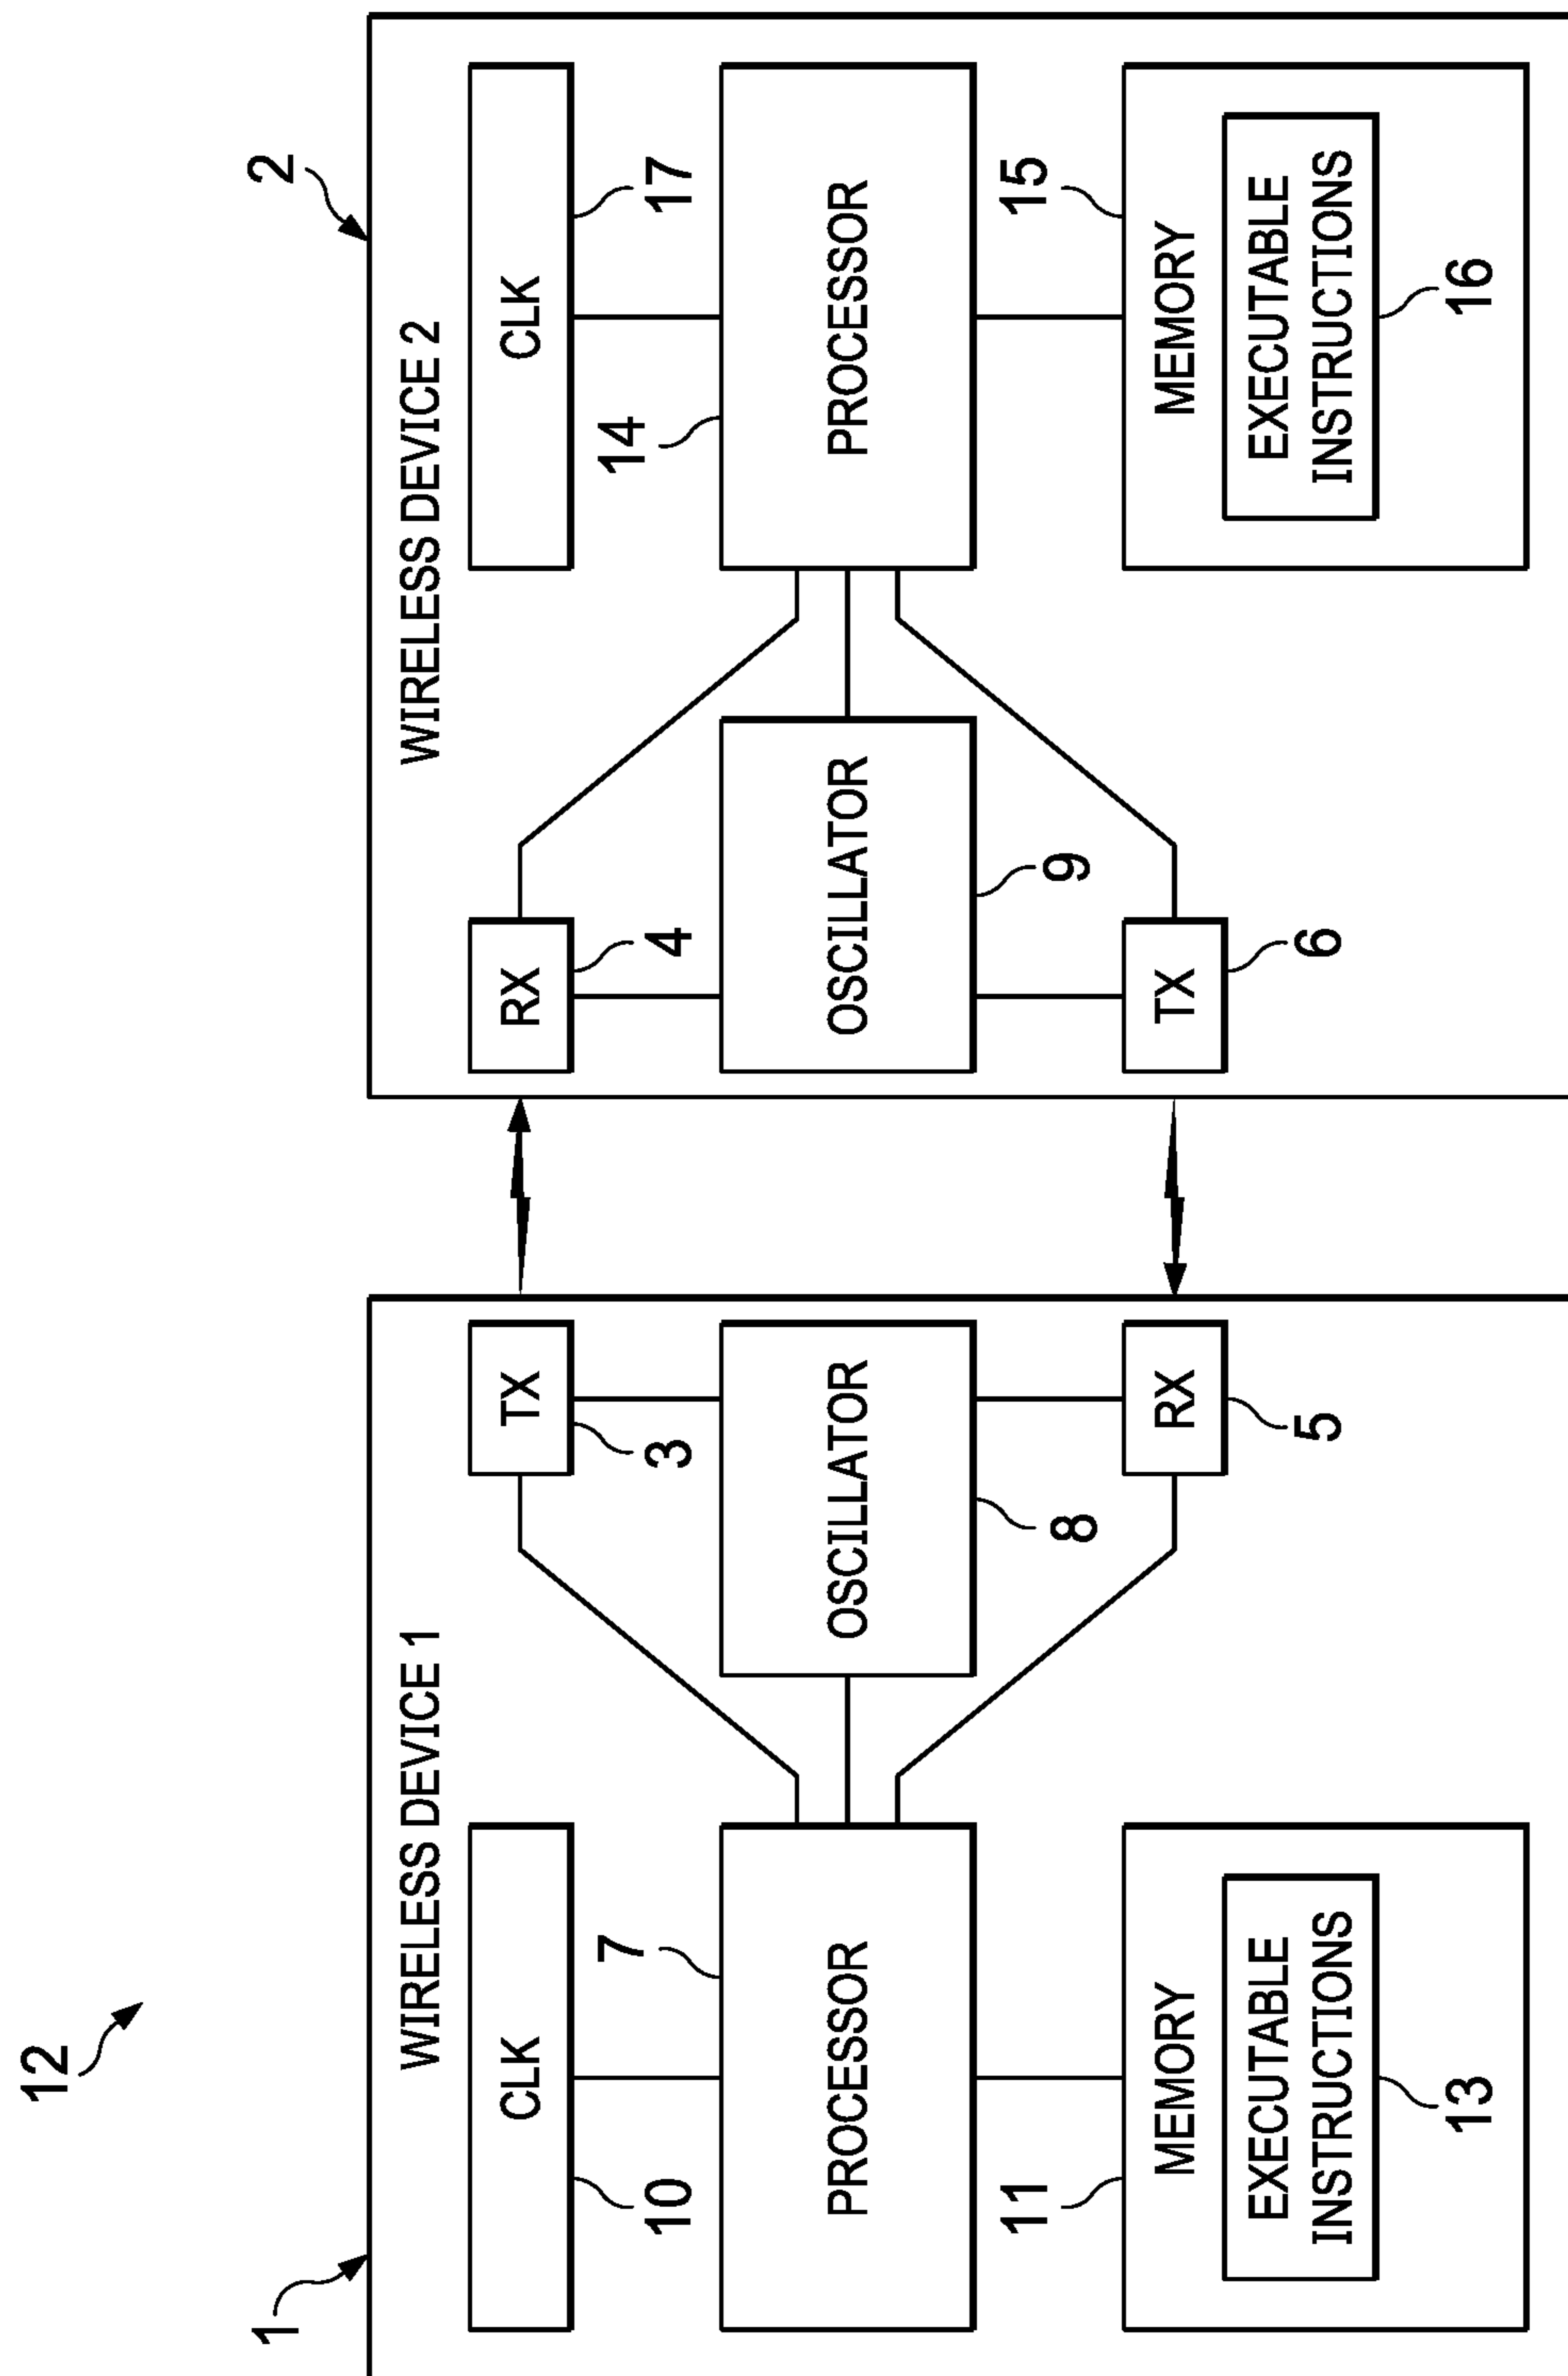 12
1
2
WIRELESS DEVICE 1
CLK
10
TX
3
7
PROCESSOR
OSCILLATOR
8
11
MEMORY
EXECUTABLE
INSTRUCTIONS
13
RX
5
WIRELESS DEVICE 2
RX
4
CLK
17
14
OSCILLATOR
9
PROCESSOR
15
TX
6
MEMORY
EXECUTABLE
INSTRUCTIONS
16